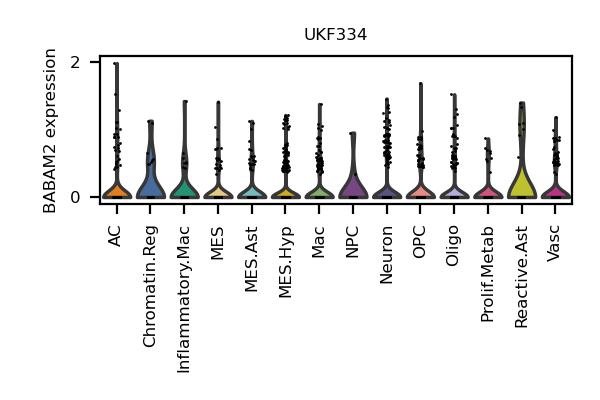 UKF334
BABAM2 expression
2
0
AC
Chromatin.Reg
Inflammatory.Mac
MES
MES.Ast
MES.Hyp
Mac
NPC
Neuron
OPC
Oligo
Prolif.Metab
Reactive.Ast
Vasc